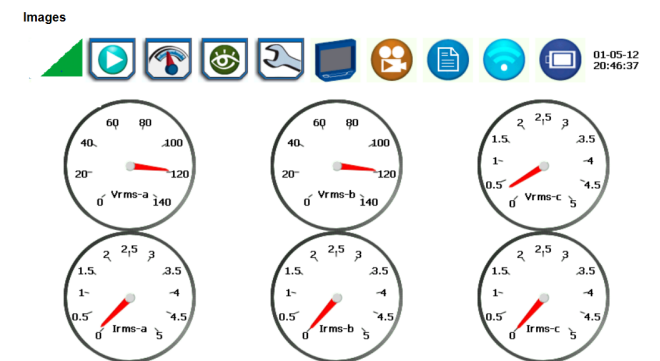 Images
01-05-12
20:46:37
60 80
40 100
20 120
Vrms-a
0 140
60 80
40 100
20 120
Vrms-b
0 140
2 2,5 3
1.5 3.5
1 4
0.5 4.5
Vrms-c
0 5
2 2,5 3
1.5 3.5
1 4
0.5 4.5
Irms-a
0 5
2 2,5 3
1.5 3.5
1 4
0.5 4.5
Irms-b
0 5
2 2,5 3
1.5 3.5
1 4
0.5 4.5
Irms-c
0 5